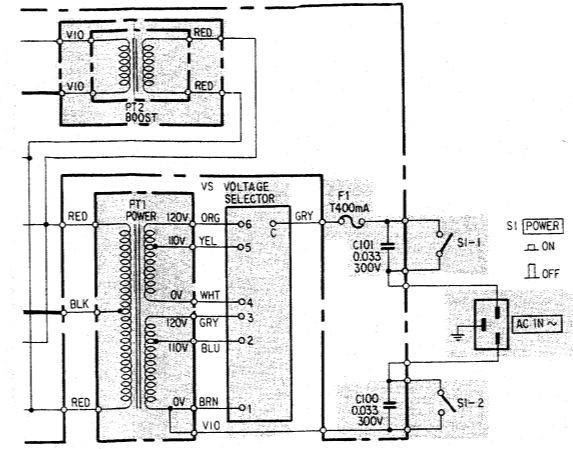 VIO RED
VIO RED
PT2
BOOST
VS VOLTAGE
SELECTOR
PT1
POWER
RED 120V ORG 6
C
GRY
F1
T400mA
110V YEL 5
C101
0.033
300V
S1-1
S1 POWER
ON
OFF
0V WHT 4
BLK 120V GRY 3
110V BLU 2
AC IN ~
RED 0V BRN 1
VIO
C100
0.033
300V
S1-2